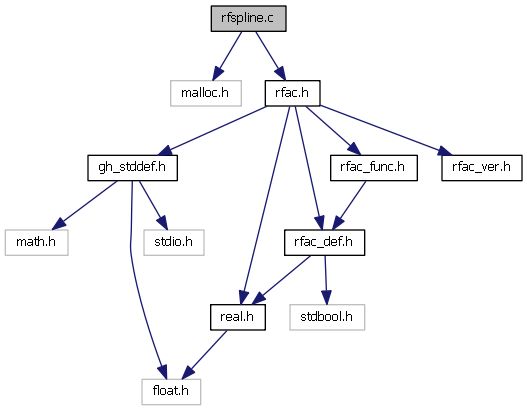 rfspline.c
malloc.h
rfac.h
gh_stddef.h
rfac_func.h
rfac_ver.h
math.h
stdio.h
rfac_def.h
real.h
stdbool.h
float.h